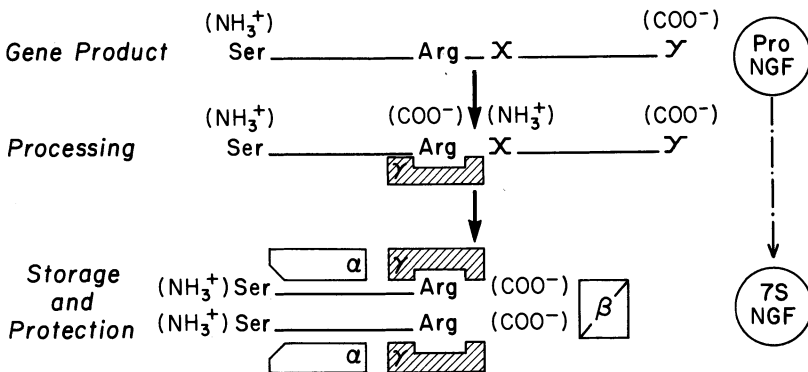 (NH₃⁺) (COO⁻)
Gene Product Ser Arg X Y Pro NGF
(NH₃⁺) (COO⁻) (NH₃⁺) (COO⁻)
Processing Ser Arg X Y
γ
α γ
Storage and Protection
(NH₃⁺) Ser Arg (COO⁻)
(NH₃⁺) Ser Arg (COO⁻)
β
7S NGF
α γ